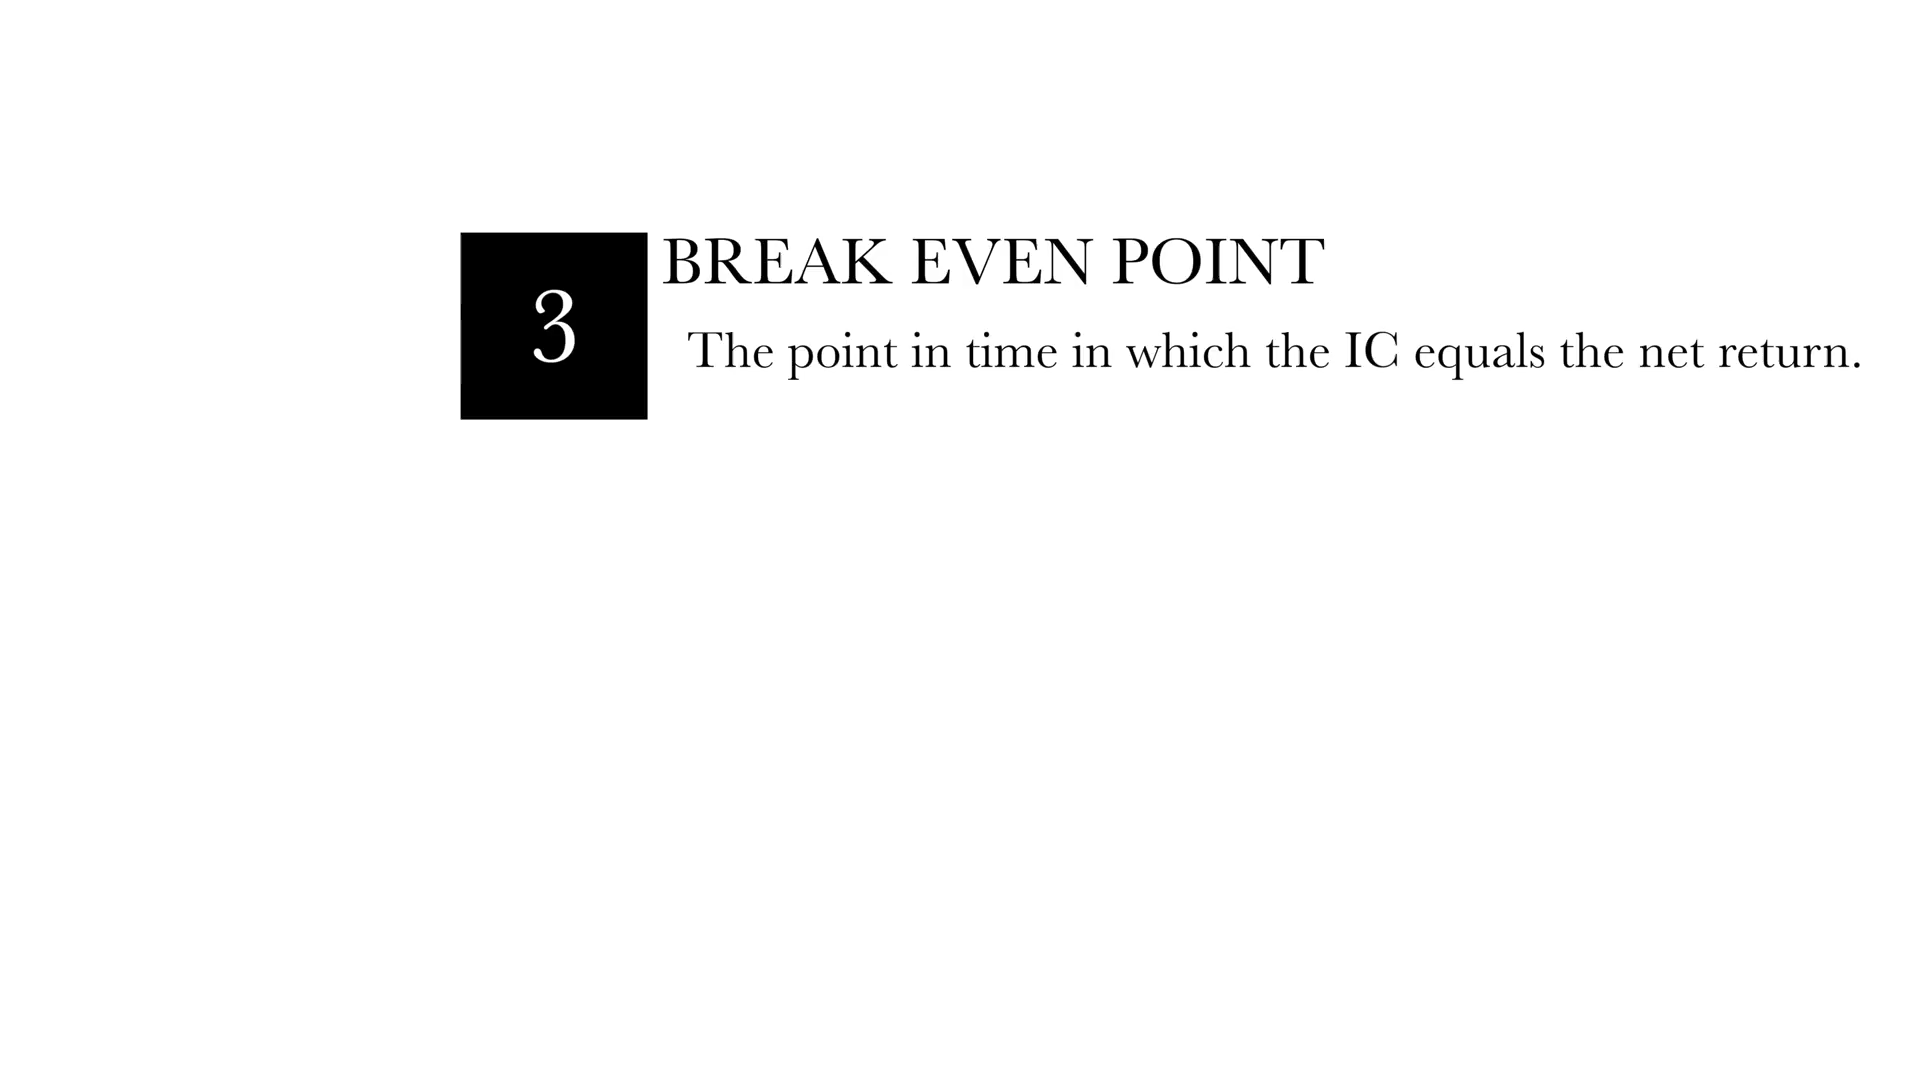 3
BREAK EVEN POINT
The point in time in which the IC equals the net return.